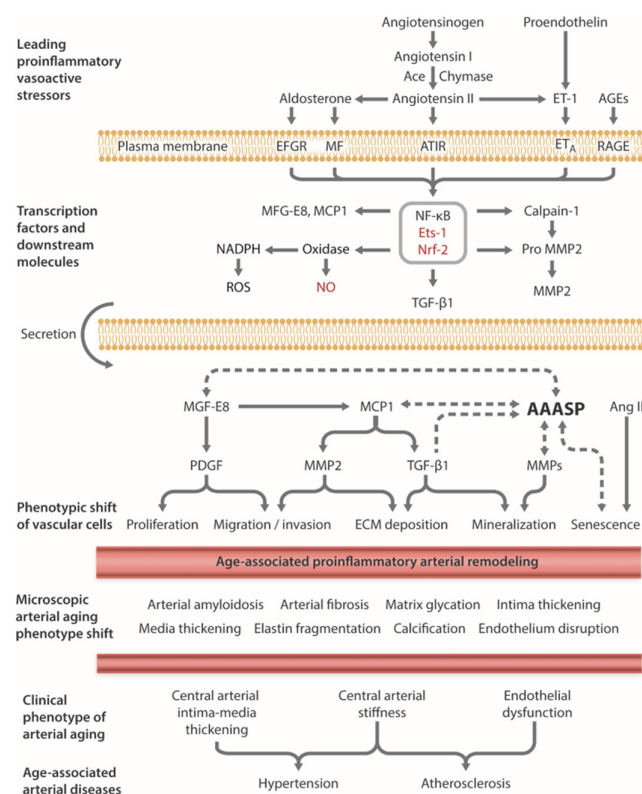 Leading
proinflammatory
vasoactive
stressors
Angiotensinogen
Proendothelin
Angiotensin I
Ace Chymase
Aldosterone
Angiotensin II
ET-1
AGEs
Plasma membrane
EFGR
MF
ATIR
ETA
RAGE
Transcription
factors and
downstream
molecules
MFG-E8, MCP1
NF-κB
Ets-1
Nrf-2
Calpain-1
NADPH
Oxidase
Pro MMP2
ROS
NO
TGF-β1
MMP2
Secretion
MGF-E8
MCP1
AAASP
Ang II
PDGF
MMP2
TGF-β1
MMPs
Phenotypic shift
of vascular cells
Proliferation
Migration / invasion
ECM deposition
Mineralization
Senescence
Age-associated proinflammatory arterial remodeling
Microscopic
arterial aging
phenotype shift
Arterial amyloidosis
Arterial fibrosis
Matrix glycation
Intima thickening
Media thickening
Elastin fragmentation
Calcification
Endothelium disruption
Clinical
phenotype of
arterial aging
Central arterial
intima-media
thickening
Central arterial
stiffness
Endothelial
dysfunction
Age-associated
arterial diseases
Hypertension
Atherosclerosis